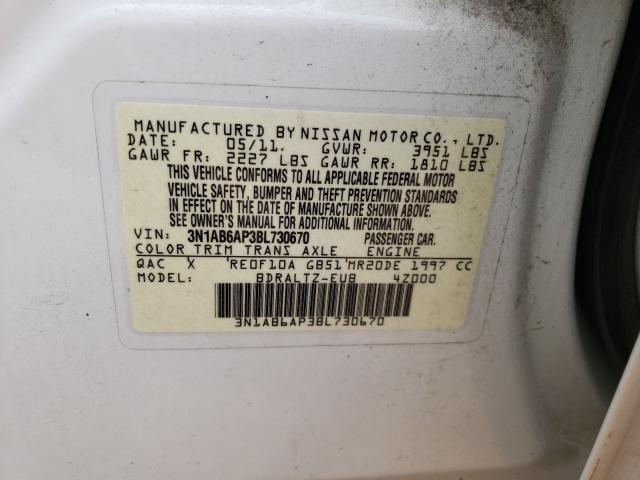 MANUFACTURED BY NISSAN MOTOR CO., LTD.
DATE: 05/11. GVWR: 3951 LBS
GAWR FR: 2227 LBS GAWR RR: 1810 LBS
THIS VEHICLE CONFORMS TO ALL APPLICABLE FEDERAL MOTOR
VEHICLE SAFETY, BUMPER AND THEFT PREVENTION STANDARDS
IN EFFECT ON THE DATE OF MANUFACTURE SHOWN ABOVE.
SEE OWNER'S MANUAL FOR ADDITIONAL INFORMATION.
VIN: 3N1AB6AP3BL730670 PASSENGER CAR.
COLOR TRIM TRANS AXLE ENGINE
QAC X 'RE0F10A GB51'MR20DE 1997 CC
MODEL: BDRALTZ-EUB 4Z000
3N1AB6AP3BL730670